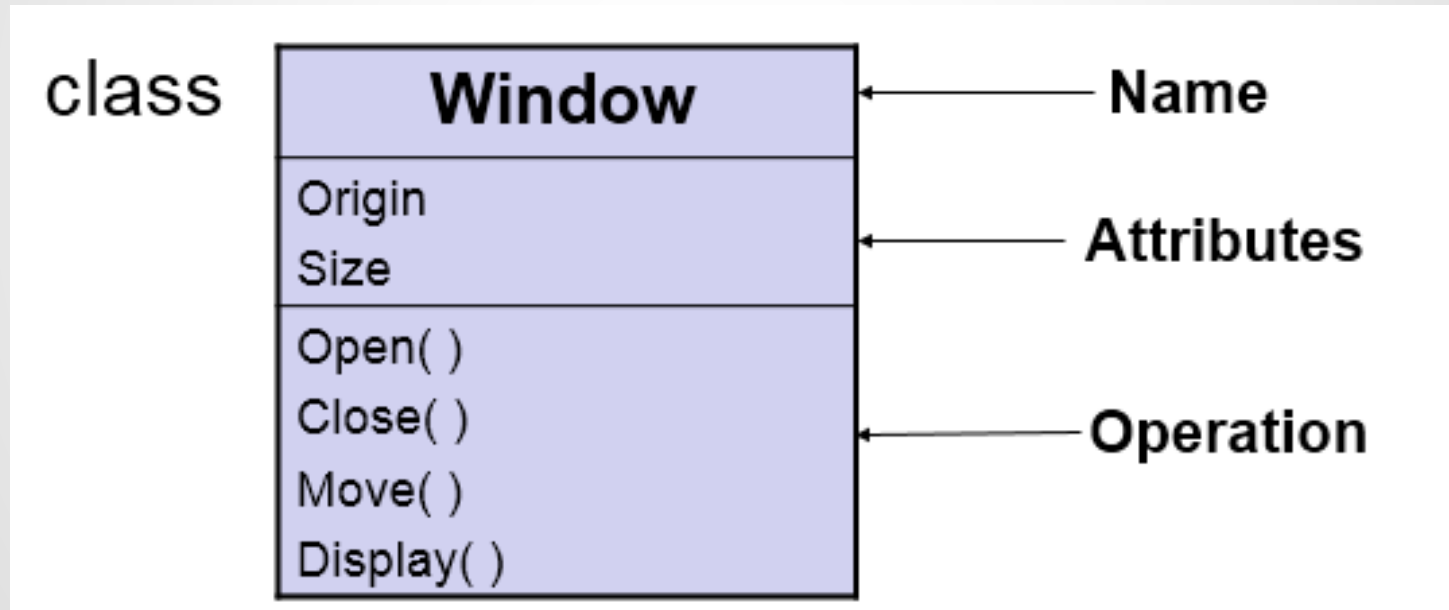 class
Window
Name
Origin
Size
Attributes
Open( )
Close( )
Move( )
Display( )
Operation